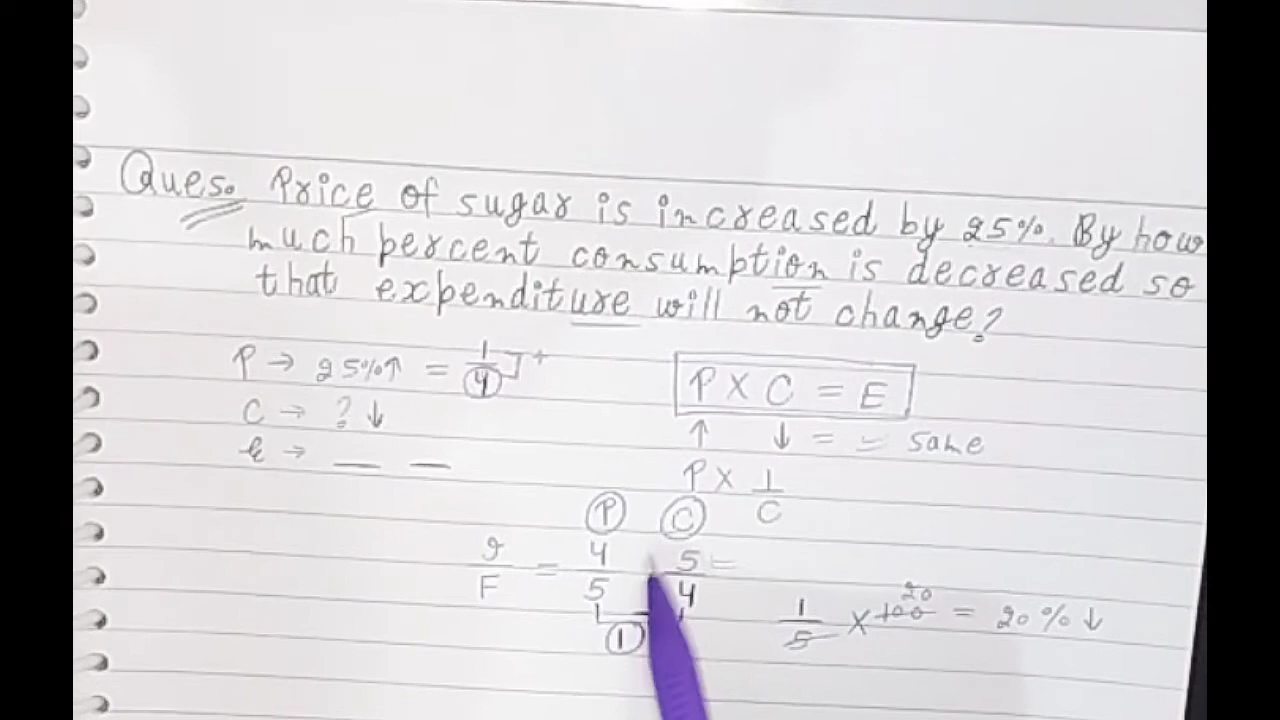 Ques. Price of sugar is increased by 25%. By how
much percent consumption is decreased so
that expenditure will not change?
P → 25%↑ = 1/4 +
P X C = E
C → ? ↓
↑ ↓ = = same
E → — —
P X 1/C
P C
I/F = 4/5 5/4 =
1/5 X 100 20 = 20% ↓
1